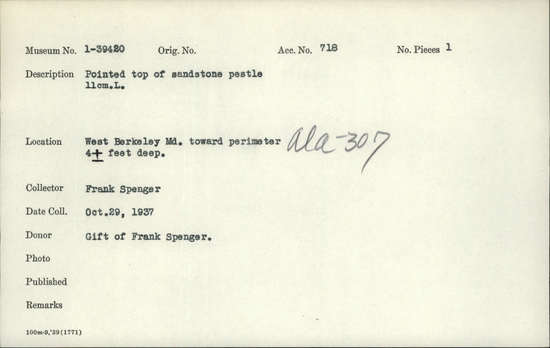 Museum No. 1-39420 Orig. No. Acc. No. 718 No. Pieces 1
Description Pointed top of sandstone pestle
11cm.L.
Location West Berkeley Md. toward perimeter Ala-307
4± feet deep.
Collector Frank Spenger
Date Coll. Oct.29, 1937
Donor Gift of Frank Spenger.
Photo
Published
Remarks
100m-9,'39(1771)